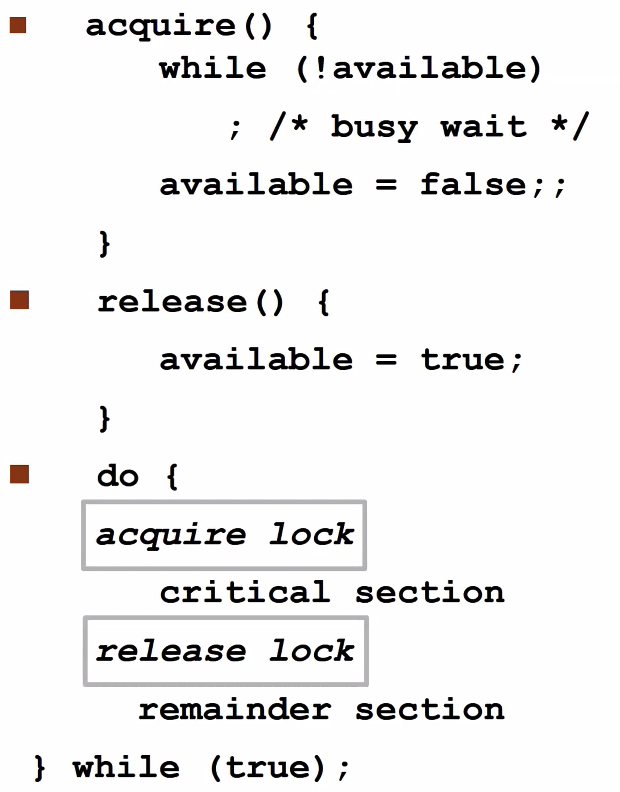 acquire() {
while (!available)
; /* busy wait */
available = false;;
}
release() {
available = true;
}
do {
acquire lock
critical section
release lock
remainder section
} while (true);